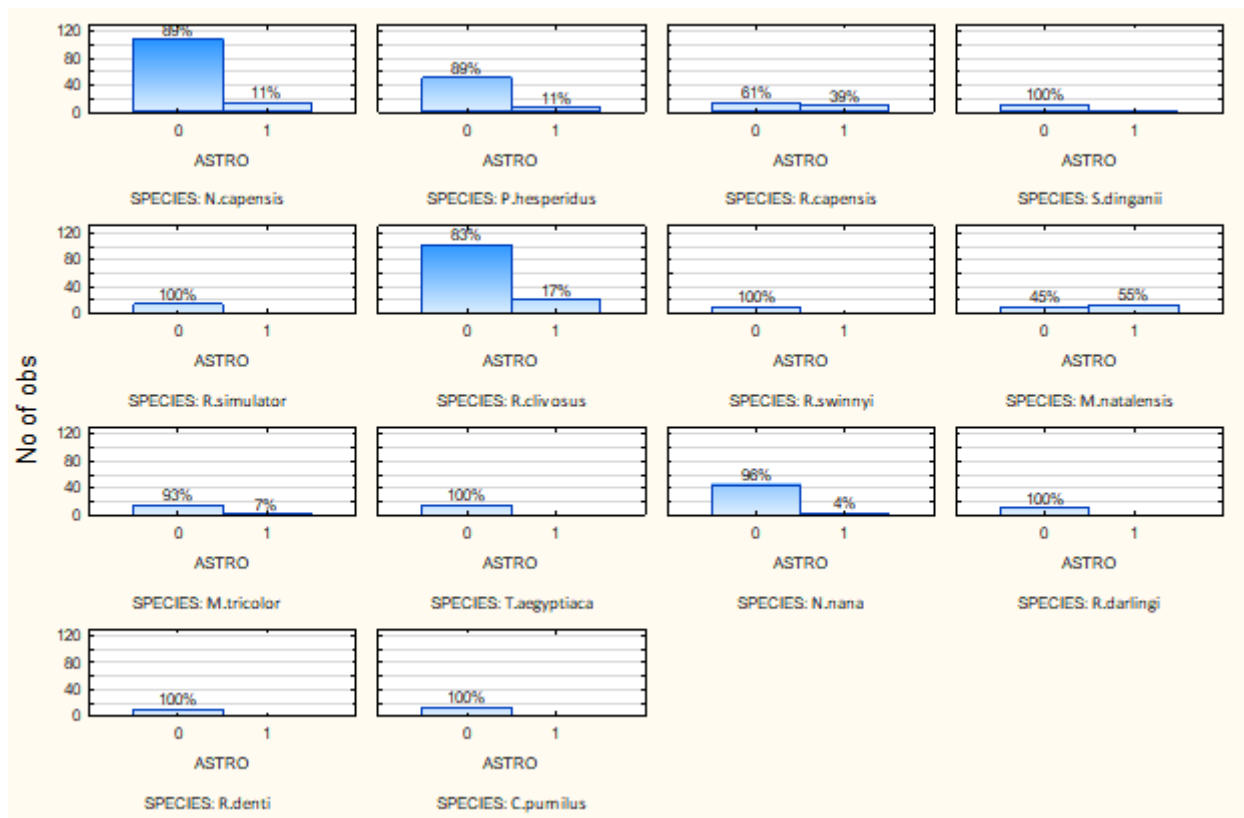 No of obs
120
80
40
0
89%
11%
0 1
ASTRO
SPECIES: N.capensis
89%
11%
0 1
ASTRO
SPECIES: P.hesperidus
61%
39%
0 1
ASTRO
SPECIES: R.capensis
100%
0 1
ASTRO
SPECIES: S.dinganii
120
80
40
0
100%
0 1
ASTRO
SPECIES: R.simulator
83%
17%
0 1
ASTRO
SPECIES: R.clivosus
100%
0 1
ASTRO
SPECIES: R.swinnyi
45%
55%
0 1
ASTRO
SPECIES: M.natalensis
120
80
40
0
93%
7%
0 1
ASTRO
SPECIES: M.tricolor
100%
0 1
ASTRO
SPECIES: T.aegyptiaca
96%
4%
0 1
ASTRO
SPECIES: N.nana
100%
0 1
ASTRO
SPECIES: R.darlingi
120
80
40
0
100%
0 1
ASTRO
SPECIES: R.denti
100%
0 1
ASTRO
SPECIES: C.pumilus